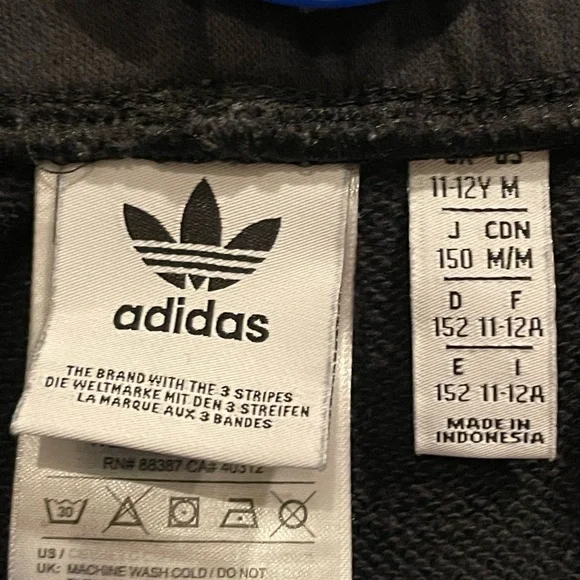 adidas
THE BRAND WITH THE 3 STRIPES
DIE WELTMARKE MIT DEN 3 STREIFEN
LA MARQUE AUX 3 BANDES
RN# 88387 CA# 40312
30
US /
UK: MACHINE WASH COLD / DO NOT
11-12Y M
J CDN
150 M/M
D F
152 11-12A
E I
152 11-12A
MADE IN
INDONESIA